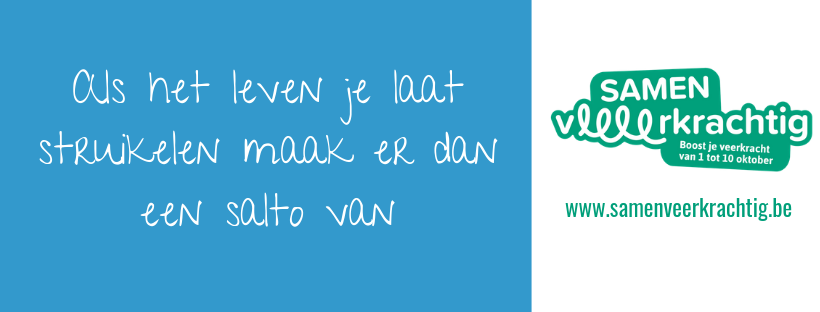 Als het leven je laat
struikelen maak er dan
een salto van
SAMEN
veeeerkrachtig
Boost je veerkracht
van 1 tot 10 oktober
www.samenveerkrachtig.be